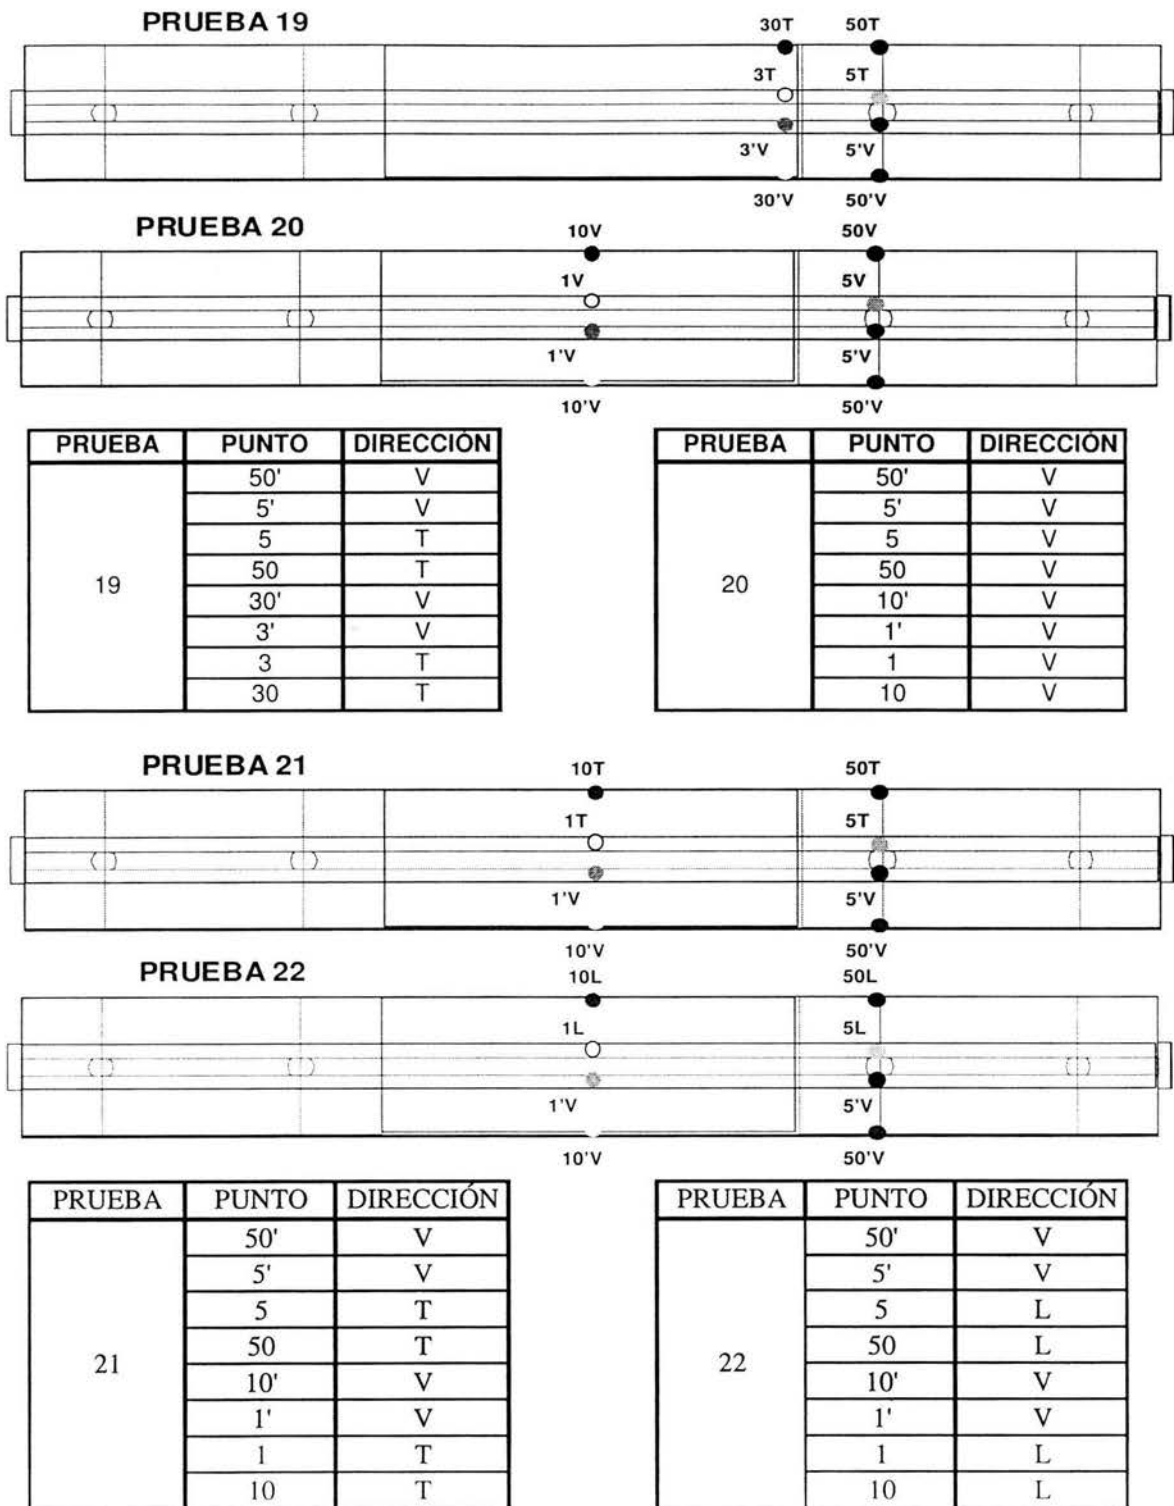 PRUEBA 19
30T 50T
3T 5T
3'V 5'V
30'V 50'V
PRUEBA 20
10V 50V
1V 5V
1'V 5'V
10'V 50'V
PRUEBA PUNTO DIRECCIÓN
50' V
5' V
5 T
50 T
19
30' V
3' V
3 T
30 T
PRUEBA PUNTO DIRECCIÓN
50' V
5' V
5 V
50 V
20
10' V
1' V
1 V
10 V
PRUEBA 21
10T 50T
1T 5T
1'V 5'V
10'V 50'V
PRUEBA 22
10L 50L
1L 5L
1'V 5'V
10'V 50'V
PRUEBA PUNTO DIRECCIÓN
50' V
5' V
5 T
50 T
21
10' V
1' V
1 T
10 T
PRUEBA PUNTO DIRECCIÓN
50' V
5' V
5 L
50 L
22
10' V
1' V
1 L
10 L